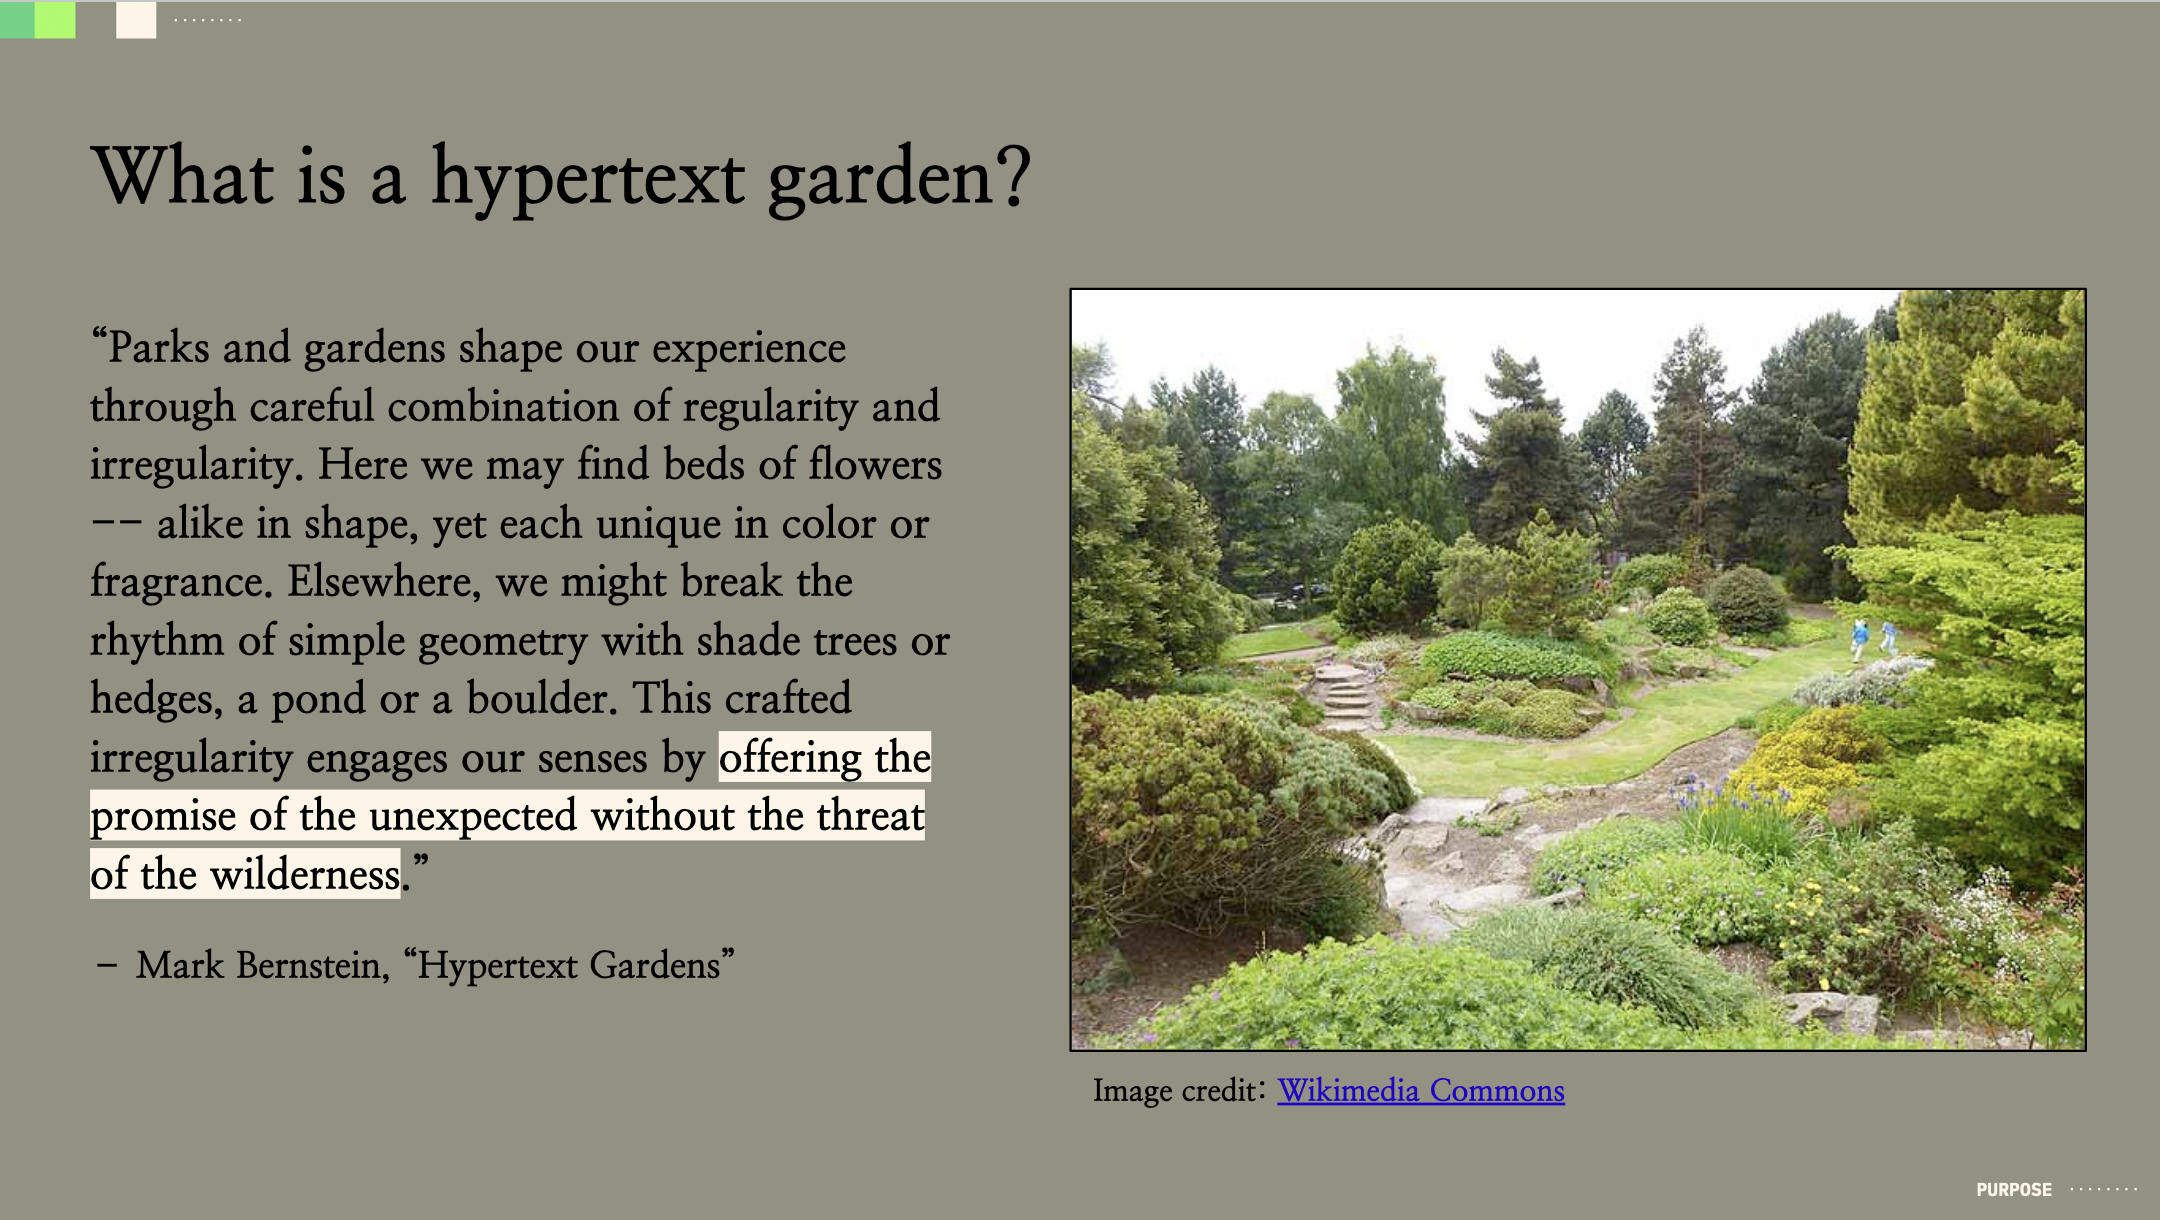 What is a hypertext garden?
“Parks and gardens shape our experience
through careful combination of regularity and
irregularity. Here we may find beds of flowers
-- alike in shape, yet each unique in color or
fragrance. Elsewhere, we might break the
rhythm of simple geometry with shade trees or
hedges, a pond or a boulder. This crafted
irregularity engages our senses by offering the
promise of the unexpected without the threat
of the wilderness.”
– Mark Bernstein, “Hypertext Gardens”
Image credit: Wikimedia Commons
PURPOSE